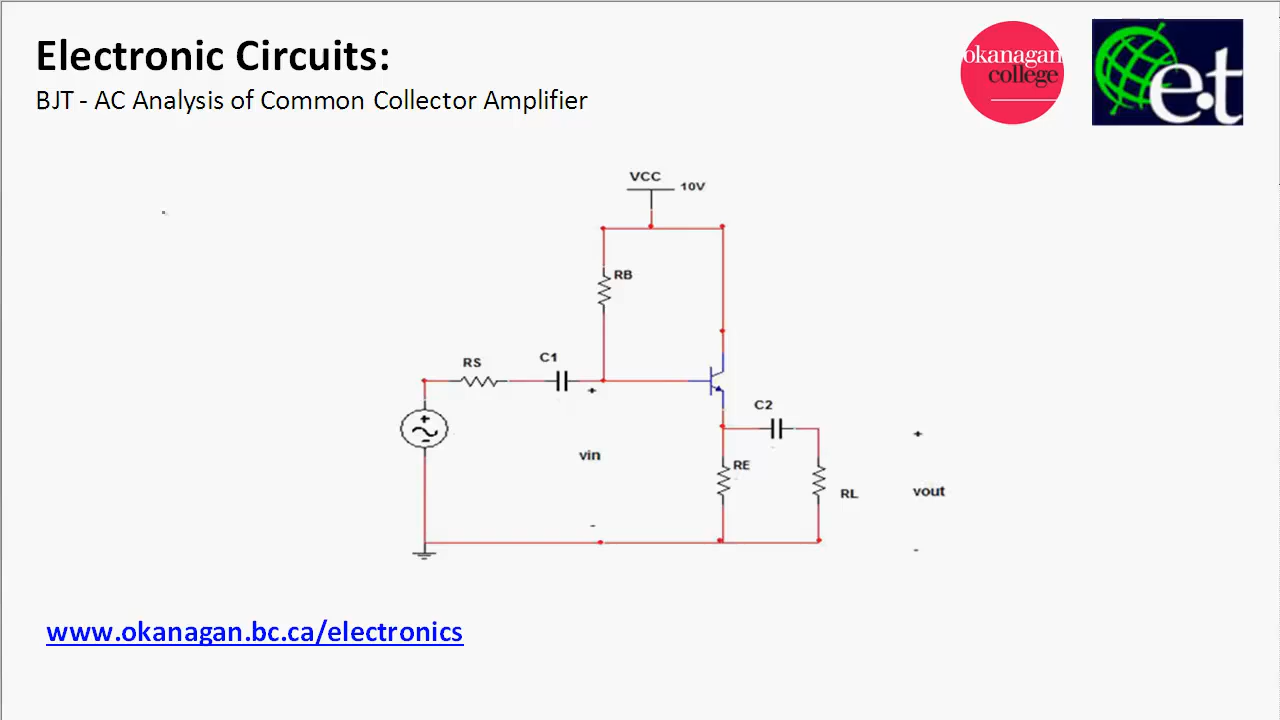 Electronic Circuits:
BJT - AC Analysis of Common Collector Amplifier
okanagan
college
e.t
VCC
10V
RB
RS
C1
+
C2
+
+
-
vin
RE
RL
vout
-
-
www.okanagan.bc.ca/electronics